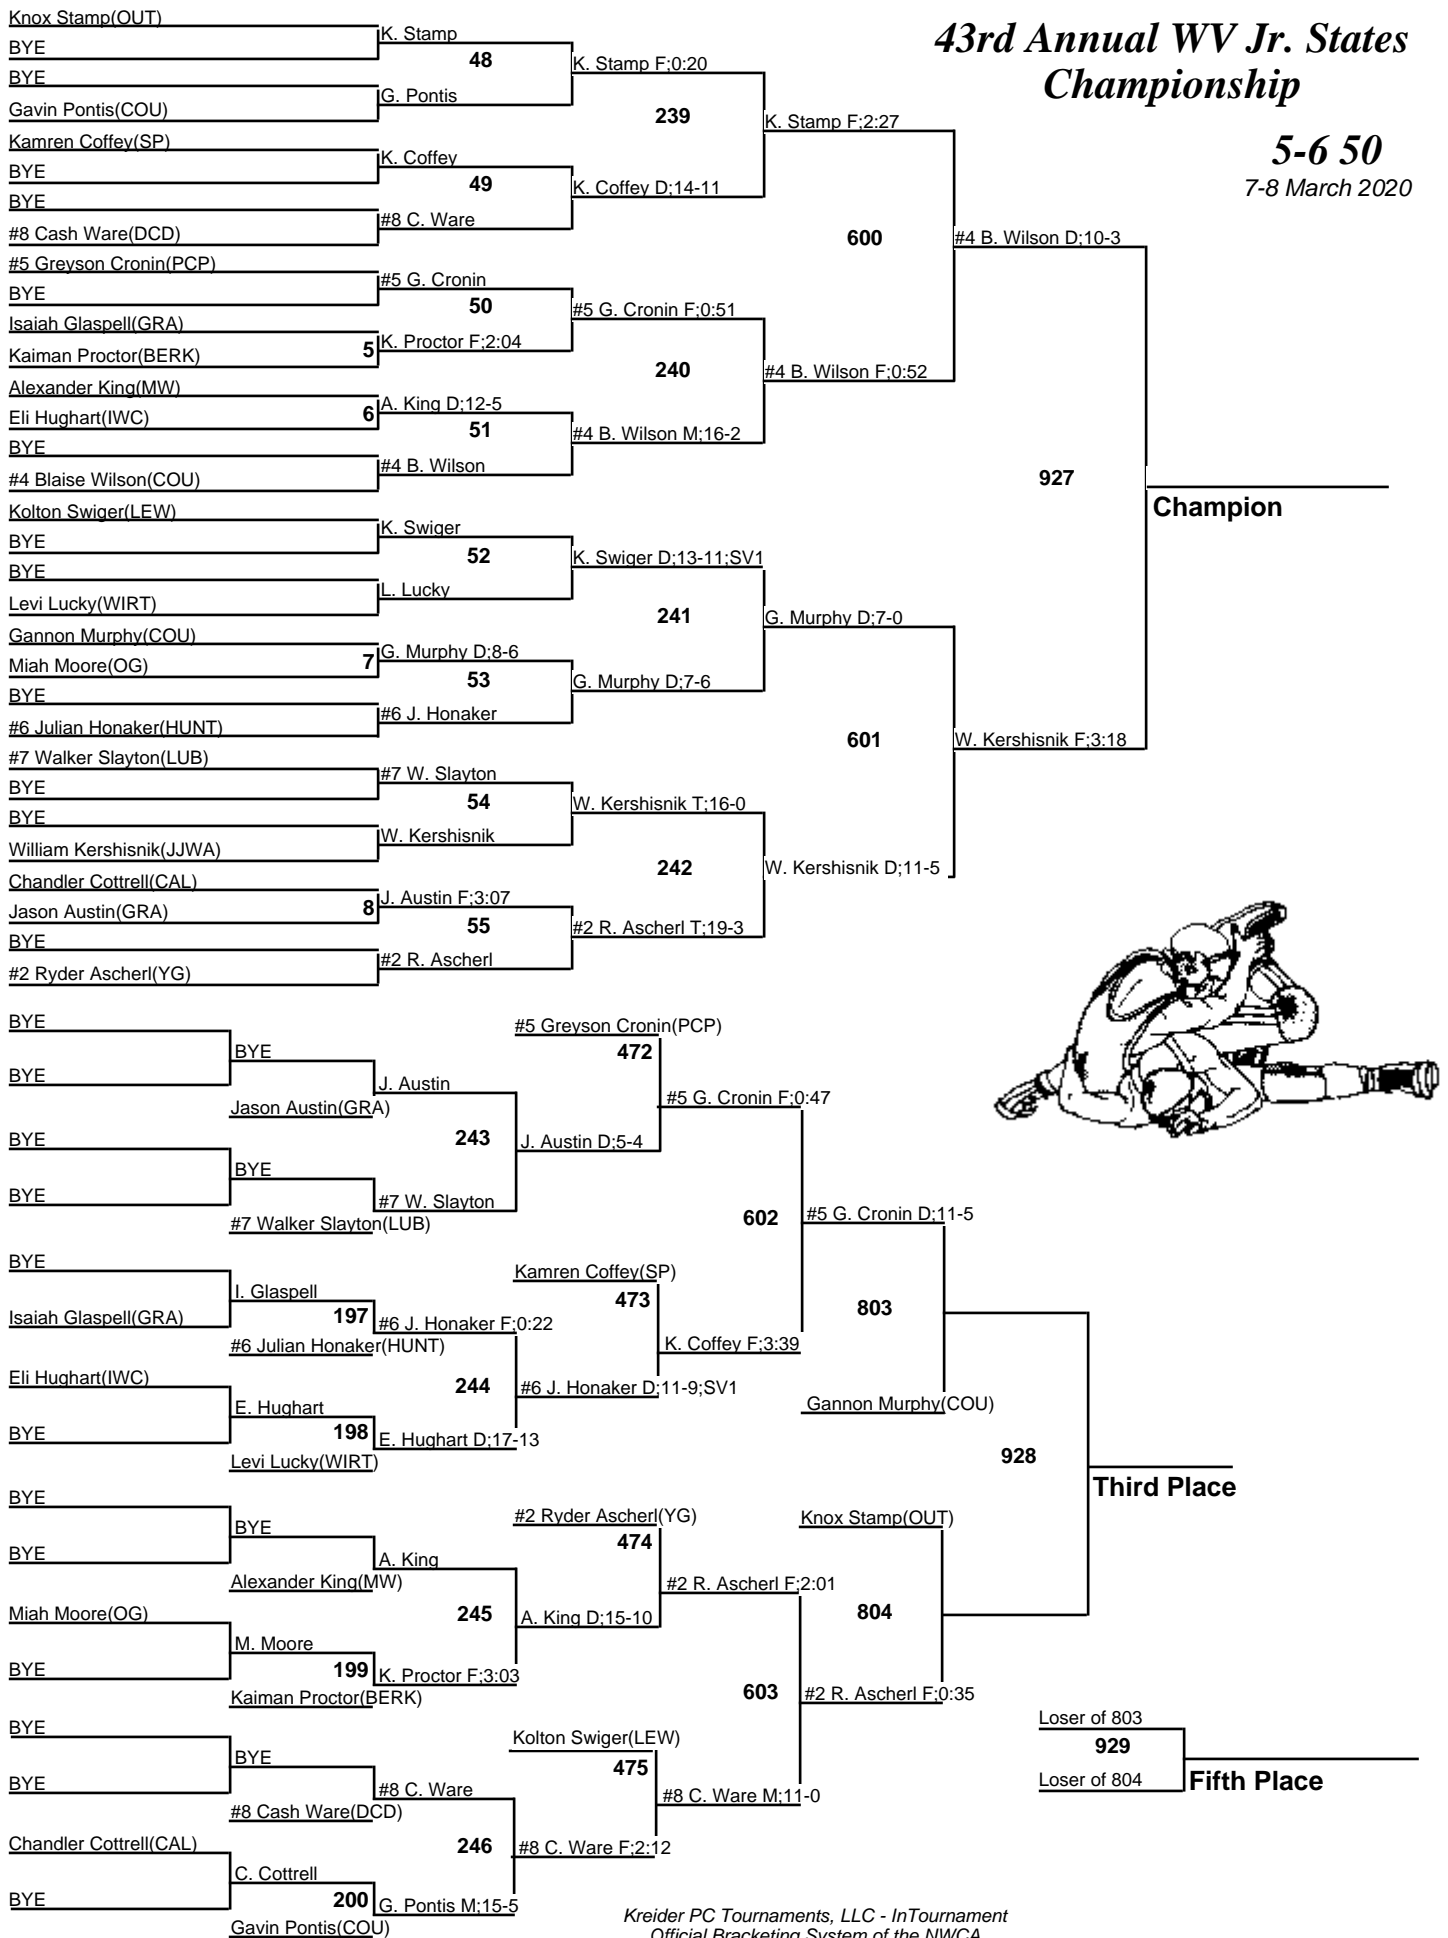 43rd Annual WV Jr. States
Championship
5-6 50
7-8 March 2020
Knox Stamp(OUT)
BYE
BYE
Gavin Pontis(COU)
Kamren Coffey(SP)
BYE
BYE
#8 Cash Ware(DCD)
#5 Greyson Cronin(PCP)
BYE
Isaiah Glaspell(GRA)
Kaiman Proctor(BERK)
5
Alexander King(MW)
Eli Hughart(IWC)
6
BYE
#4 Blaise Wilson(COU)
Kolton Swiger(LEW)
BYE
BYE
Levi Lucky(WIRT)
Gannon Murphy(COU)
Miah Moore(OG)
7
BYE
#6 Julian Honaker(HUNT)
#7 Walker Slayton(LUB)
BYE
BYE
William Kershisnik(JJWA)
Chandler Cottrell(CAL)
Jason Austin(GRA)
8
BYE
#2 Ryder Ascherl(YG)
K. Stamp
48
G. Pontis
K. Coffey
49
#8 C. Ware
#5 G. Cronin
50
K. Proctor F;2:04
A. King D;12-5
51
#4 B. Wilson
K. Swiger
52
L. Lucky
G. Murphy D;8-6
53
#6 J. Honaker
#7 W. Slayton
54
W. Kershisnik
J. Austin F;3:07
55
#2 R. Ascherl
K. Stamp F;0:20
239
K. Coffey D;14-11
#5 G. Cronin F;0:51
240
#4 B. Wilson M;16-2
K. Swiger D;13-11;SV1
241
G. Murphy D;7-6
W. Kershisnik T;16-0
242
#2 R. Ascherl T;19-3
K. Stamp F;2:27
600
#4 B. Wilson F;0:52
G. Murphy D;7-0
601
W. Kershisnik D;11-5
#4 B. Wilson D;10-3
927
W. Kershisnik F;3:18
Champion
BYE
BYE
BYE
BYE
BYE
Isaiah Glaspell(GRA)
Eli Hughart(IWC)
BYE
BYE
BYE
Miah Moore(OG)
BYE
BYE
BYE
Chandler Cottrell(CAL)
BYE
BYE
Jason Austin(GRA)
BYE
#7 Walker Slayton(LUB)
I. Glaspell
197
#6 Julian Honaker(HUNT)
E. Hughart
198
Levi Lucky(WIRT)
BYE
Alexander King(MW)
M. Moore
199
Kaiman Proctor(BERK)
BYE
#8 Cash Ware(DCD)
C. Cottrell
200
Gavin Pontis(COU)
J. Austin
243
#7 W. Slayton
#6 J. Honaker F;0:22
244
E. Hughart D;17-13
A. King
245
K. Proctor F;3:03
#8 C. Ware
246
G. Pontis M;15-5
#5 Greyson Cronin(PCP)
472
J. Austin D;5-4
Kamren Coffey(SP)
473
#6 J. Honaker D;11-9;SV1
#2 Ryder Ascherl(YG)
474
A. King D;15-10
Kolton Swiger(LEW)
475
#8 C. Ware F;2:12
#5 G. Cronin F;0:47
602
K. Coffey F;3:39
#2 R. Ascherl F;2:01
603
#8 C. Ware M;11-0
#5 G. Cronin D;11-5
803
Gannon Murphy(COU)
Knox Stamp(OUT)
804
#2 R. Ascherl F;0:35
928
Third Place
Loser of 803
929
Loser of 804
Fifth Place
Kreider PC Tournaments, LLC - InTournament
Official Bracketing System of the NWCA